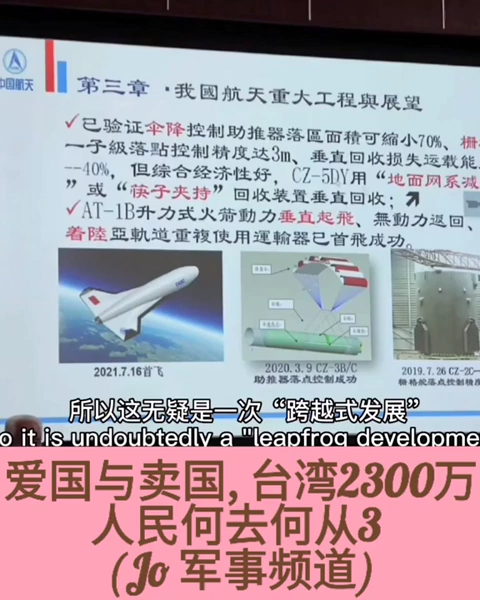 中国航天
第三章 ·我國航天重大工程與展望
✓已验证伞降控制助推器落區面積可縮小70%、栅
一子級落點控制精度达3m、垂直回收损失运载能
--40%，但综合经济性好，CZ-5DY用“地面网系减
”或“筷子夹持”回收装置垂直回收；
✓AT-1B升力式火箭動力垂直起飛、無動力返回、
着陸亞軌道重複使用運輸器已首飛成功。
2021.7.16首飞
2020.3.9 CZ-3B/C
助推器落点控制成功
2019.7.26 CZ-2C
栅格舵落点控制精度
所以这无疑是一次“跨越式发展”
o it is undoubtedly a "leapfrog developme
爱国与卖国, 台湾2300万
人民何去何从3
(Jo 军事频道)